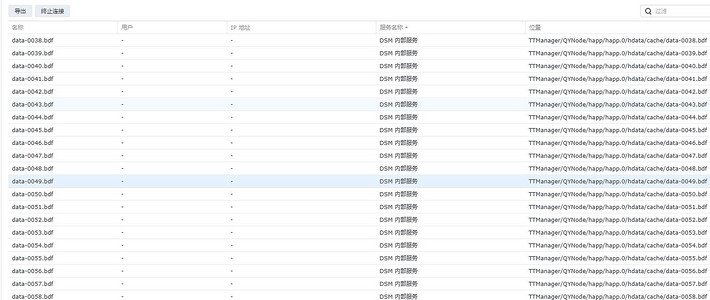 导出 终止连接 过滤
名称 用户 IP 地址 服务名称 位置
data-0038.bdf - - DSM 内部服务 TTManager/QYNode/happ/happ.0/hdata/cache/data-0038.bdf
data-0039.bdf - - DSM 内部服务 TTManager/QYNode/happ/happ.0/hdata/cache/data-0039.bdf
data-0040.bdf - - DSM 内部服务 TTManager/QYNode/happ/happ.0/hdata/cache/data-0040.bdf
data-0041.bdf - - DSM 内部服务 TTManager/QYNode/happ/happ.0/hdata/cache/data-0041.bdf
data-0042.bdf - - DSM 内部服务 TTManager/QYNode/happ/happ.0/hdata/cache/data-0042.bdf
data-0043.bdf - - DSM 内部服务 TTManager/QYNode/happ/happ.0/hdata/cache/data-0043.bdf
data-0044.bdf - - DSM 内部服务 TTManager/QYNode/happ/happ.0/hdata/cache/data-0044.bdf
data-0045.bdf - - DSM 内部服务 TTManager/QYNode/happ/happ.0/hdata/cache/data-0045.bdf
data-0046.bdf - - DSM 内部服务 TTManager/QYNode/happ/happ.0/hdata/cache/data-0046.bdf
data-0047.bdf - - DSM 内部服务 TTManager/QYNode/happ/happ.0/hdata/cache/data-0047.bdf
data-0048.bdf - - DSM 内部服务 TTManager/QYNode/happ/happ.0/hdata/cache/data-0048.bdf
data-0049.bdf - - DSM 内部服务 TTManager/QYNode/happ/happ.0/hdata/cache/data-0049.bdf
data-0050.bdf - - DSM 内部服务 TTManager/QYNode/happ/happ.0/hdata/cache/data-0050.bdf
data-0051.bdf - - DSM 内部服务 TTManager/QYNode/happ/happ.0/hdata/cache/data-0051.bdf
data-0052.bdf - - DSM 内部服务 TTManager/QYNode/happ/happ.0/hdata/cache/data-0052.bdf
data-0053.bdf - - DSM 内部服务 TTManager/QYNode/happ/happ.0/hdata/cache/data-0053.bdf
data-0054.bdf - - DSM 内部服务 TTManager/QYNode/happ/happ.0/hdata/cache/data-0054.bdf
data-0055.bdf - - DSM 内部服务 TTManager/QYNode/happ/happ.0/hdata/cache/data-0055.bdf
data-0056.bdf - - DSM 内部服务 TTManager/QYNode/happ/happ.0/hdata/cache/data-0056.bdf
data-0057.bdf - - DSM 内部服务 TTManager/QYNode/happ/happ.0/hdata/cache/data-0057.bdf
data-0058.bdf - - DSM 内部服务 TTManager/QYNode/happ/happ.0/hdata/cache/data-0058.bdf